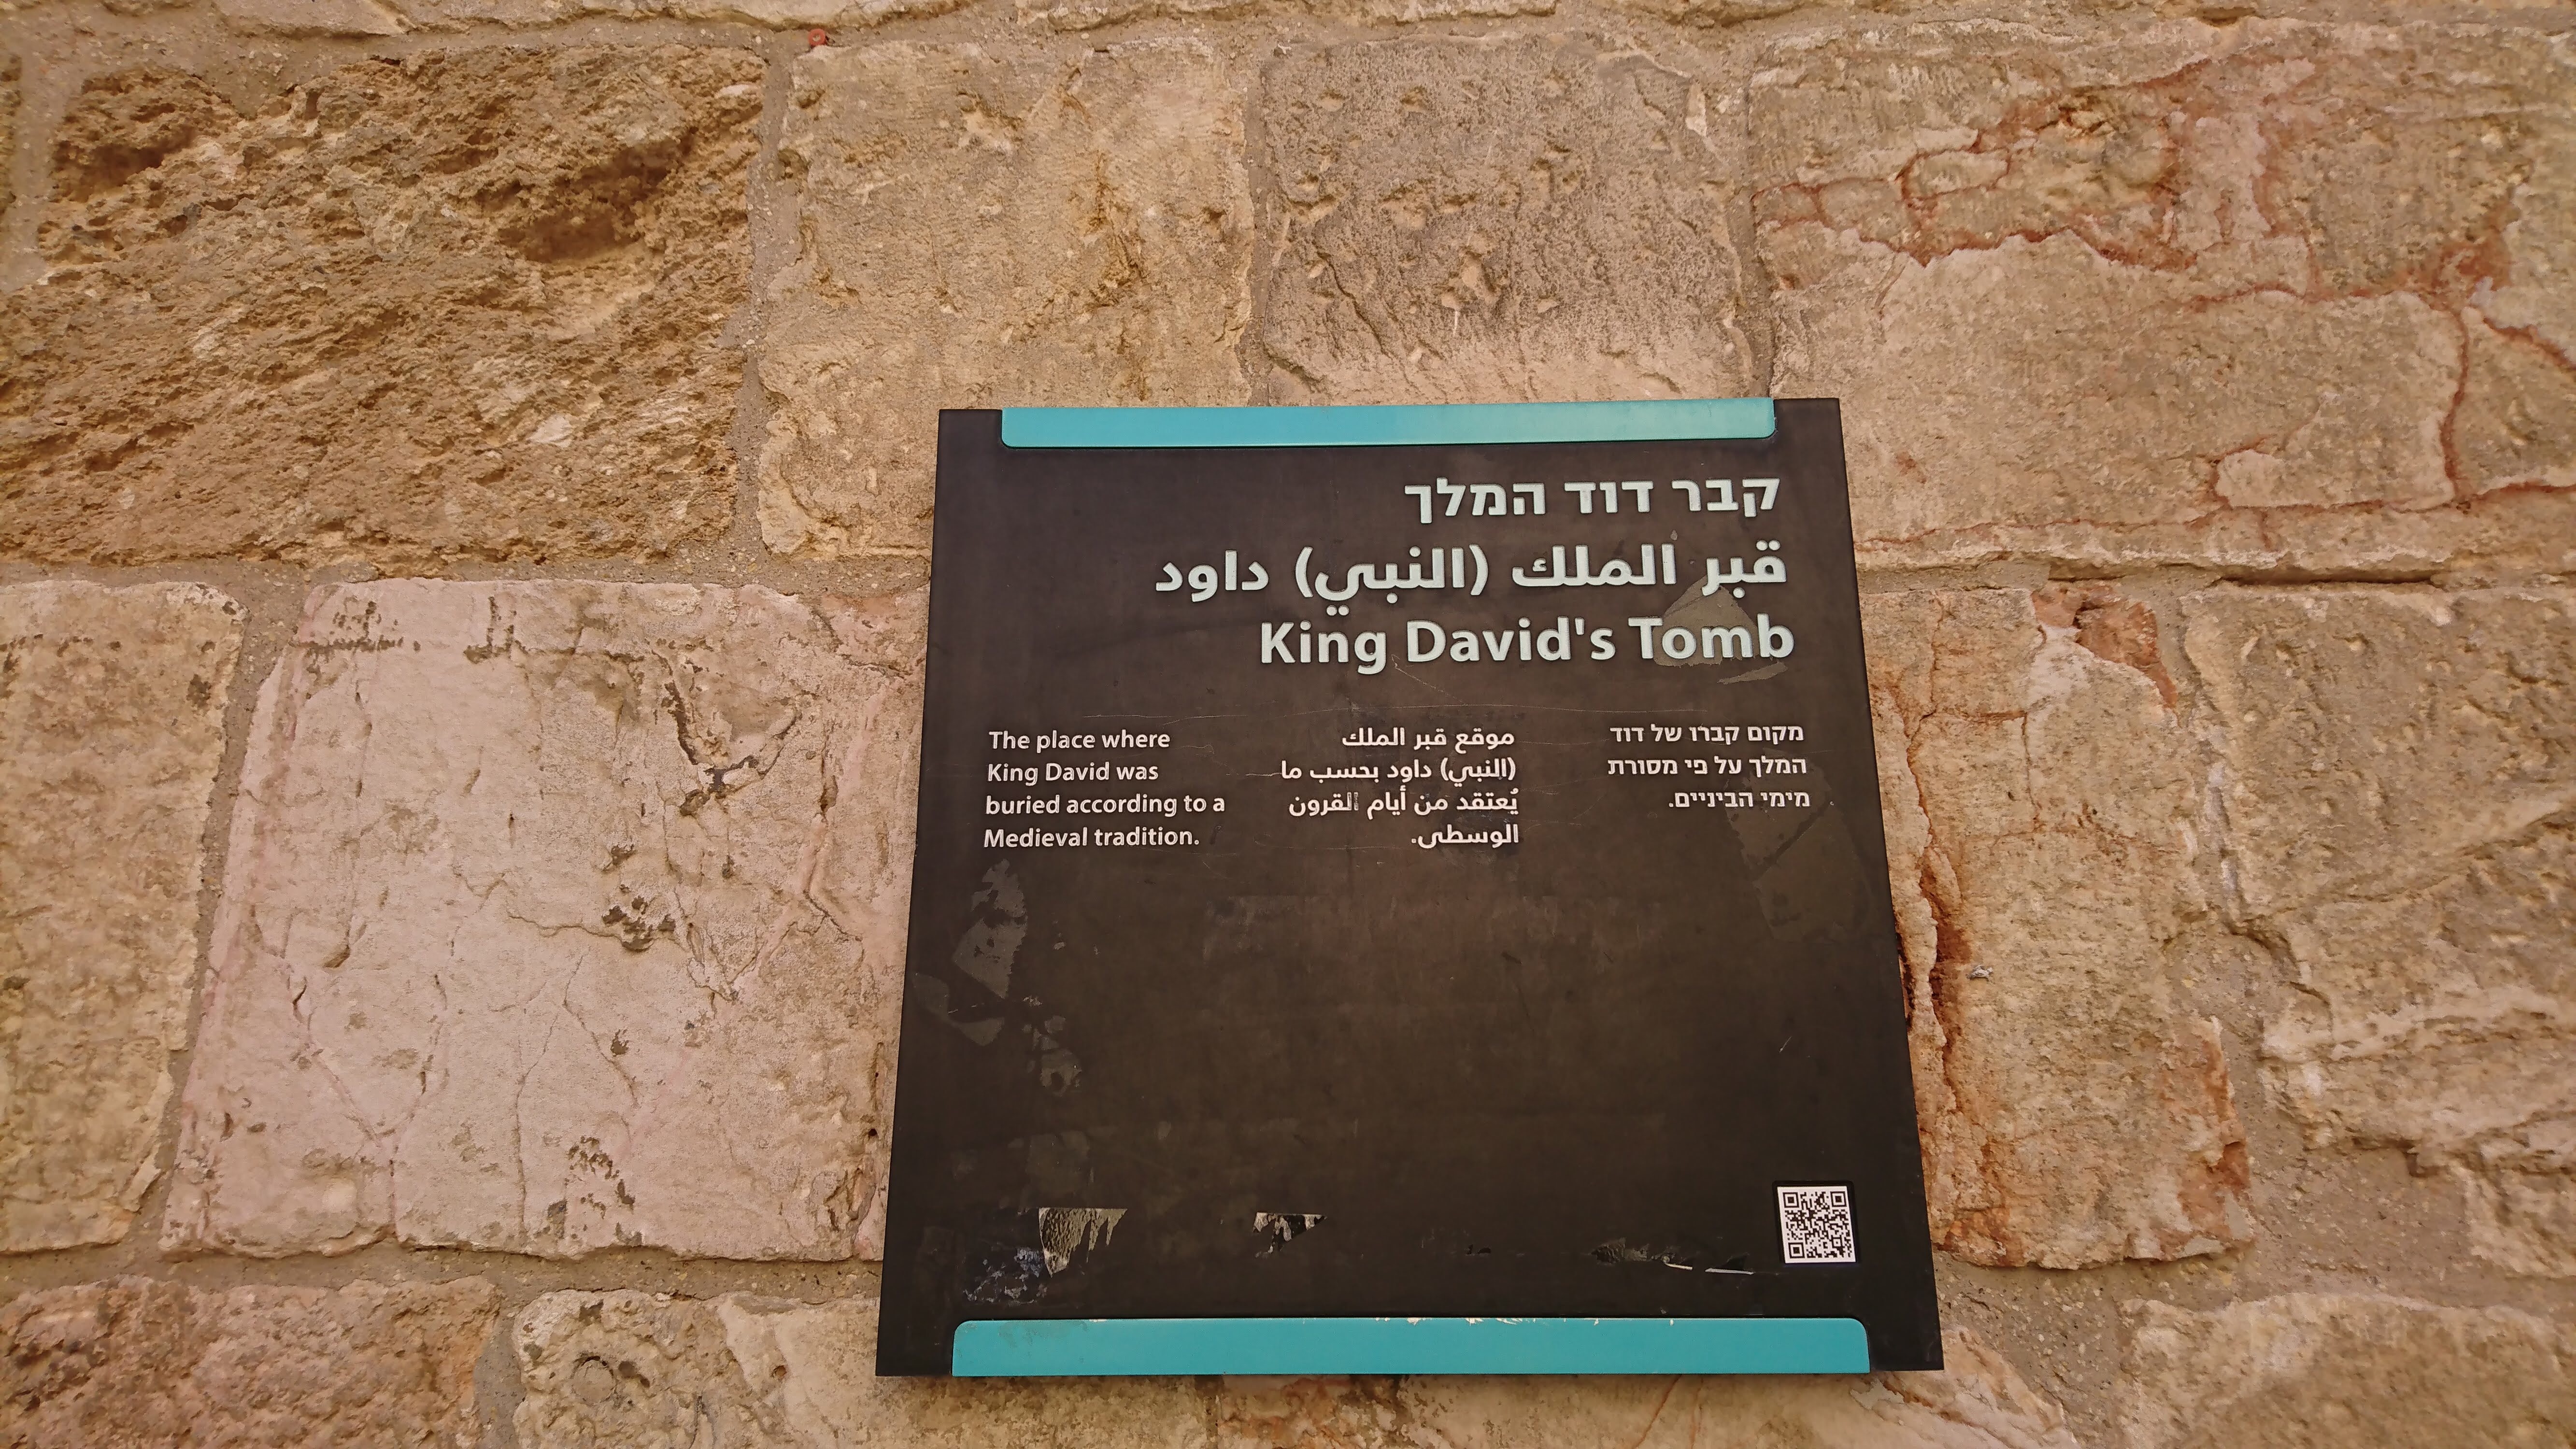 קבר דוד המלך
قبر الملك (النبي) داود
King David's Tomb
מקום קברו של דוד
המלך על פי מסורת
מימי הביניים.
موقع قبر الملك
(النبي) داود بحسب ما
يُعتقد من أيام القرون
الوسطى.
The place where
King David was
buried according to a
Medieval tradition.